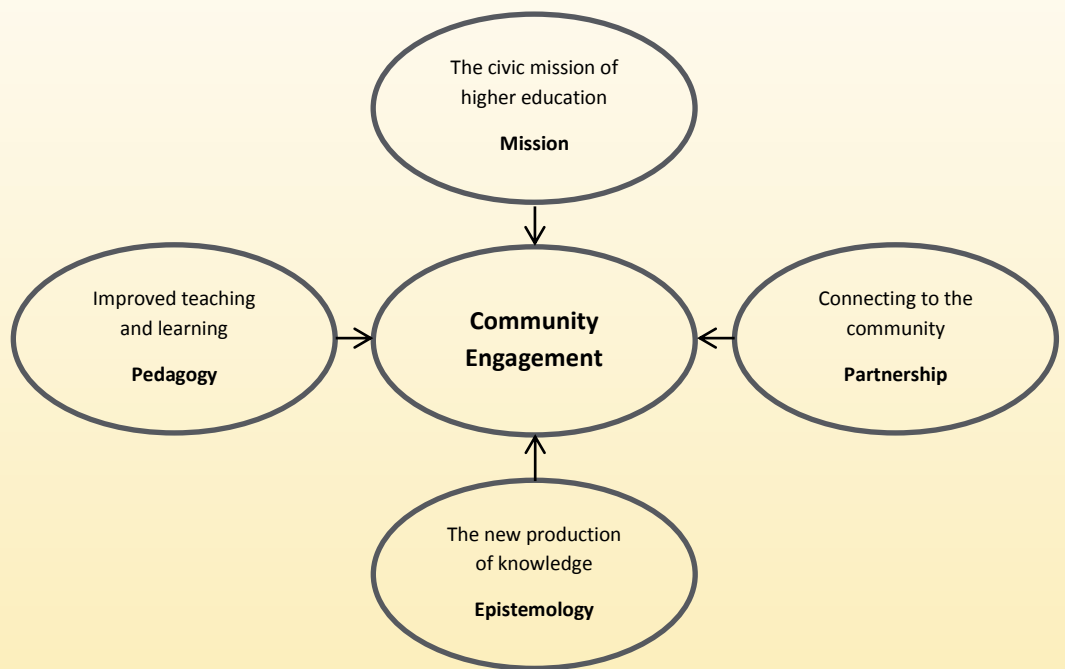 The civic mission of
higher education
Mission
Improved teaching
and learning
Pedagogy
Community
Engagement
Connecting to the
community
Partnership
The new production
of knowledge
Epistemology